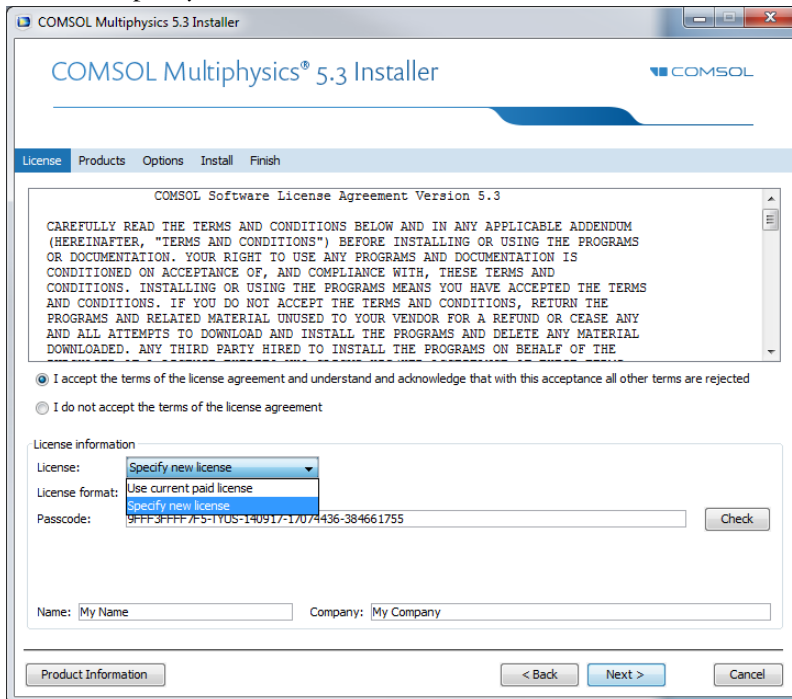 COMSOL Multiphysics 5.3 Installer
COMSOL Multiphysics® 5.3 Installer
COMSOL
License Products Options Install Finish
COMSOL Software License Agreement Version 5.3
CAREFULLY READ THE TERMS AND CONDITIONS BELOW AND IN ANY APPLICABLE ADDENDUM
(HEREINAFTER, "TERMS AND CONDITIONS") BEFORE INSTALLING OR USING THE PROGRAMS
OR DOCUMENTATION. YOUR RIGHT TO USE ANY PROGRAMS AND DOCUMENTATION IS
CONDITIONED ON ACCEPTANCE OF, AND COMPLIANCE WITH, THESE TERMS AND
CONDITIONS. INSTALLING OR USING THE PROGRAMS MEANS YOU HAVE ACCEPTED THE TERMS
AND CONDITIONS. IF YOU DO NOT ACCEPT THE TERMS AND CONDITIONS, RETURN THE
PROGRAMS AND RELATED MATERIAL UNUSED TO YOUR VENDOR FOR A REFUND OR CEASE ANY
AND ALL ATTEMPTS TO DOWNLOAD AND INSTALL THE PROGRAMS AND DELETE ANY MATERIAL
DOWNLOADED. ANY THIRD PARTY HIRED TO INSTALL THE PROGRAMS ON BEHALF OF THE
I accept the terms of the license agreement and understand and acknowledge that with this acceptance all other terms are rejected
I do not accept the terms of the license agreement
License information
License: Specify new license
Use current paid license
License format:
Specify new license
Passcode: 9FFF3FFFF7F5-TYUS-140917-17074436-384661755 Check
Name: My Name Company: My Company
Product Information < Back Next > Cancel